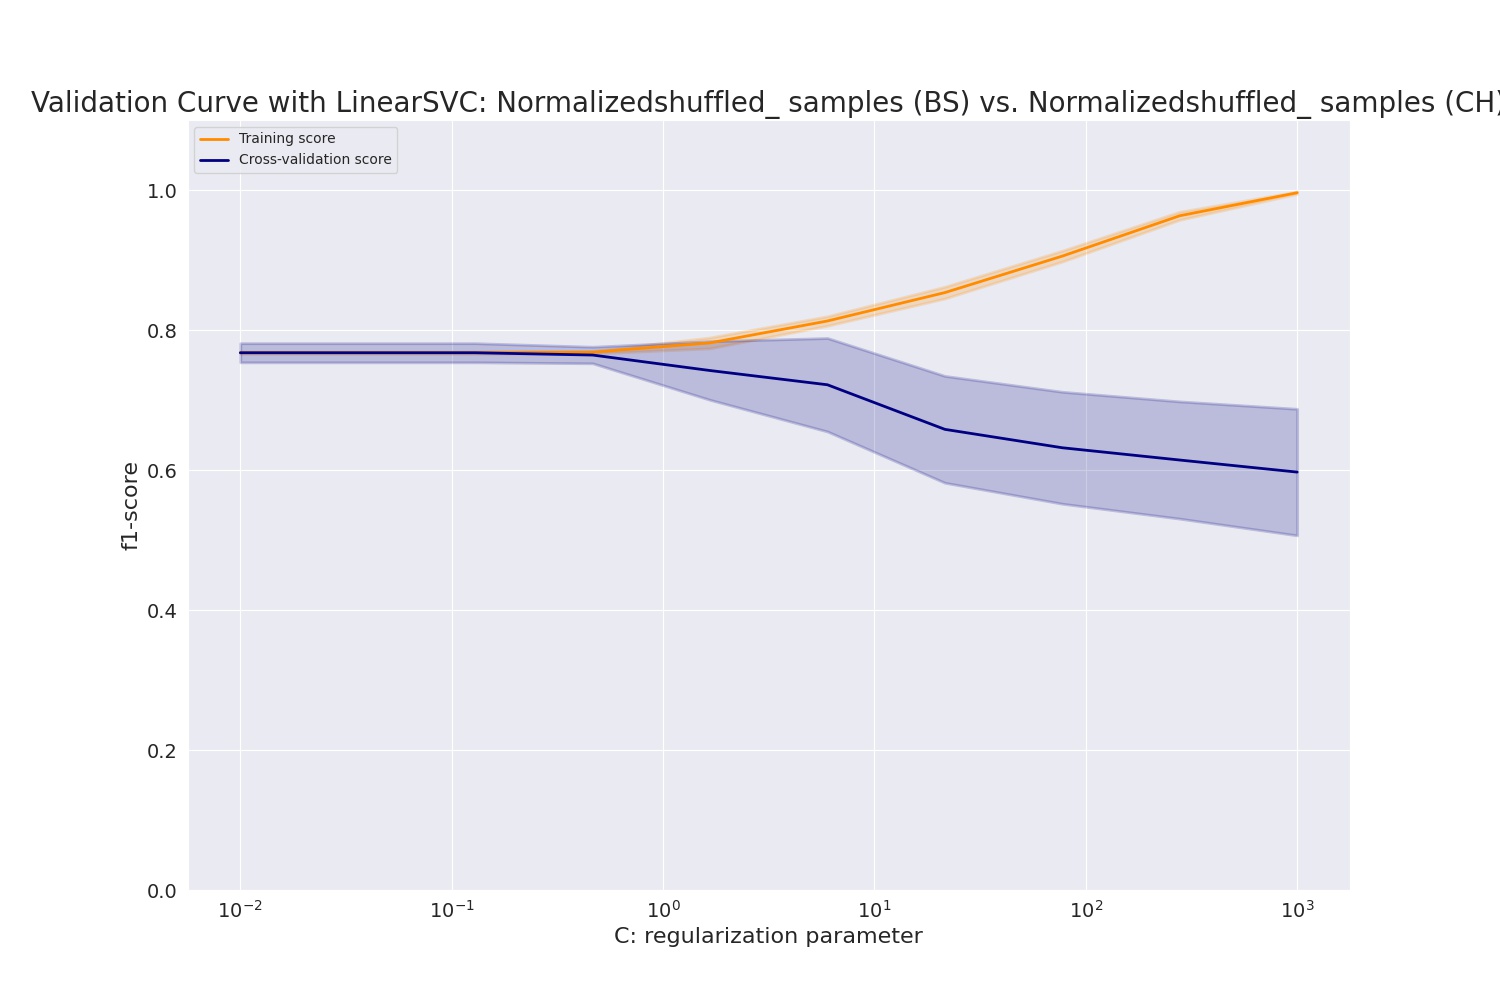 Validation Curve with LinearSVC: Normalizedshuffled_ samples (BS) vs. Normalizedshuffled_ samples (CH)
Training score
Cross-validation score
1.0
0.8
0.6
0.4
0.2
0.0
f1-score
10⁻²
10⁻¹
10⁰
10¹
10²
10³
C: regularization parameter